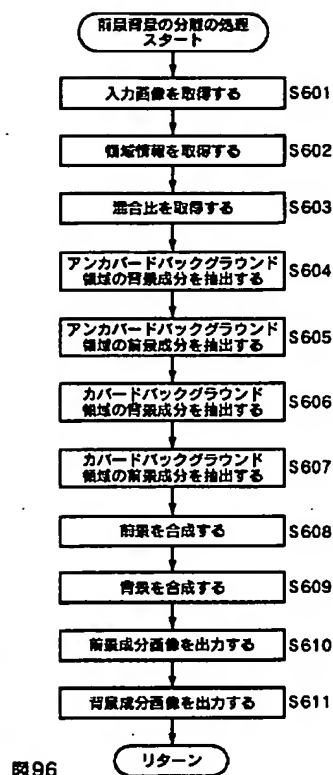 前景背景の分離の処理
スタート
入力画像を取得する
S601
領域情報を取得する
S602
混合比を取得する
S603
アンカバードバックグラウンド
領域の背景成分を抽出する
S604
アンカバードバックグラウンド
領域の前景成分を抽出する
S605
カバードバックグラウンド
領域の背景成分を抽出する
S606
カバードバックグラウンド
領域の前景成分を抽出する
S607
前景を合成する
S608
背景を合成する
S609
前景成分画像を出力する
S610
背景成分画像を出力する
S611
リターン
図96